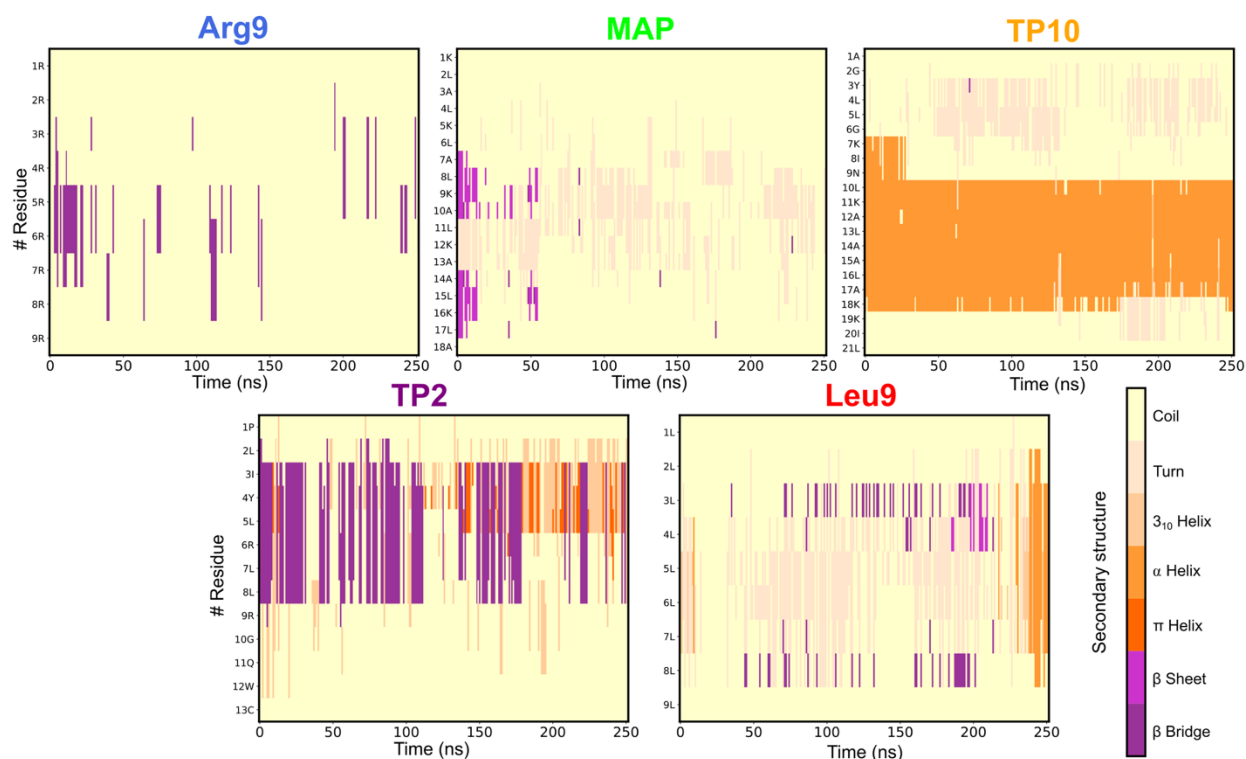 Arg9
MAP
TP10
# Residue
1R
2R
3R
4R
5R
6R
7R
8R
9R
0
50
100
150
200
250
Time (ns)
1K
2L
3A
4L
5K
6L
7A
8L
9K
10A
11L
12K
13A
14A
15L
16K
17L
18A
0
50
100
150
200
250
Time (ns)
1A
2G
3Y
4L
5L
6G
7K
8I
9N
10L
11K
12A
13L
14A
15A
16L
17A
18K
19K
20I
21L
0
50
100
150
200
250
Time (ns)
TP2
Leu9
# Residue
1P
2L
3I
4Y
5L
6R
7L
8L
9R
10G
11Q
12W
13C
0
50
100
150
200
250
Time (ns)
1L
2L
3L
4L
5L
6L
7L
8L
9L
0
50
100
150
200
250
Time (ns)
Secondary structure
Coil
Turn
3₁₀ Helix
α Helix
π Helix
β Sheet
β Bridge